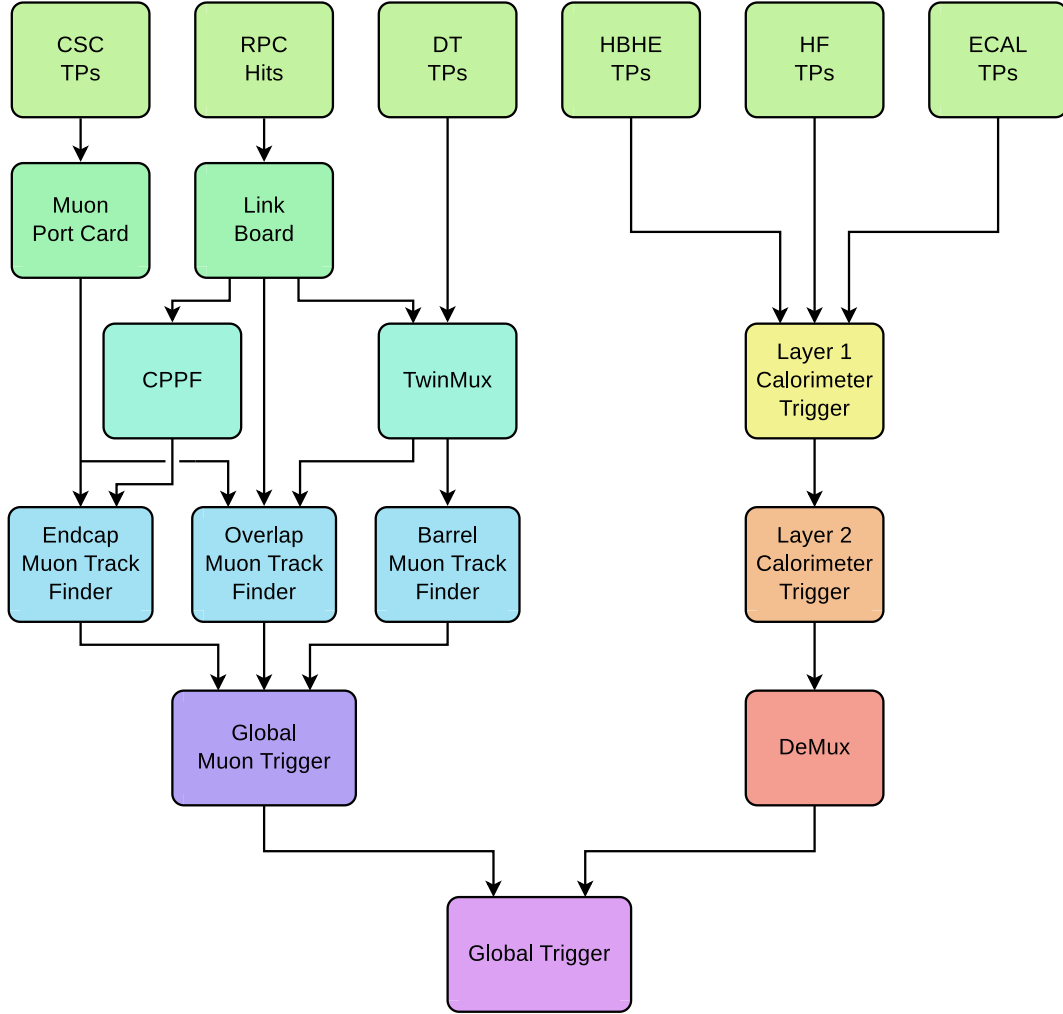 CSC
TPs
RPC
Hits
DT
TPs
HBHE
TPs
HF
TPs
ECAL
TPs
Muon
Port Card
Link
Board
CPPF
TwinMux
Layer 1
Calorimeter
Trigger
Endcap
Muon Track
Finder
Overlap
Muon Track
Finder
Barrel
Muon Track
Finder
Layer 2
Calorimeter
Trigger
Global
Muon Trigger
DeMux
Global Trigger